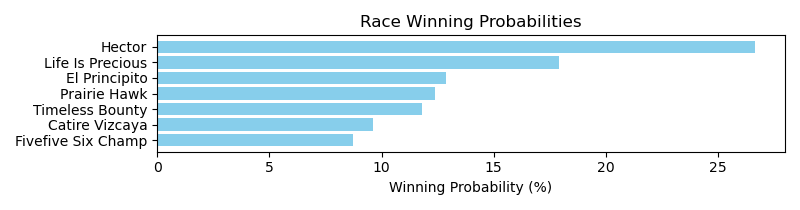 Race Winning Probabilities
Hector
Life Is Precious
El Principito
Prairie Hawk
Timeless Bounty
Catire Vizcaya
Fivefive Six Champ
0 5 10 15 20 25
Winning Probability (%)